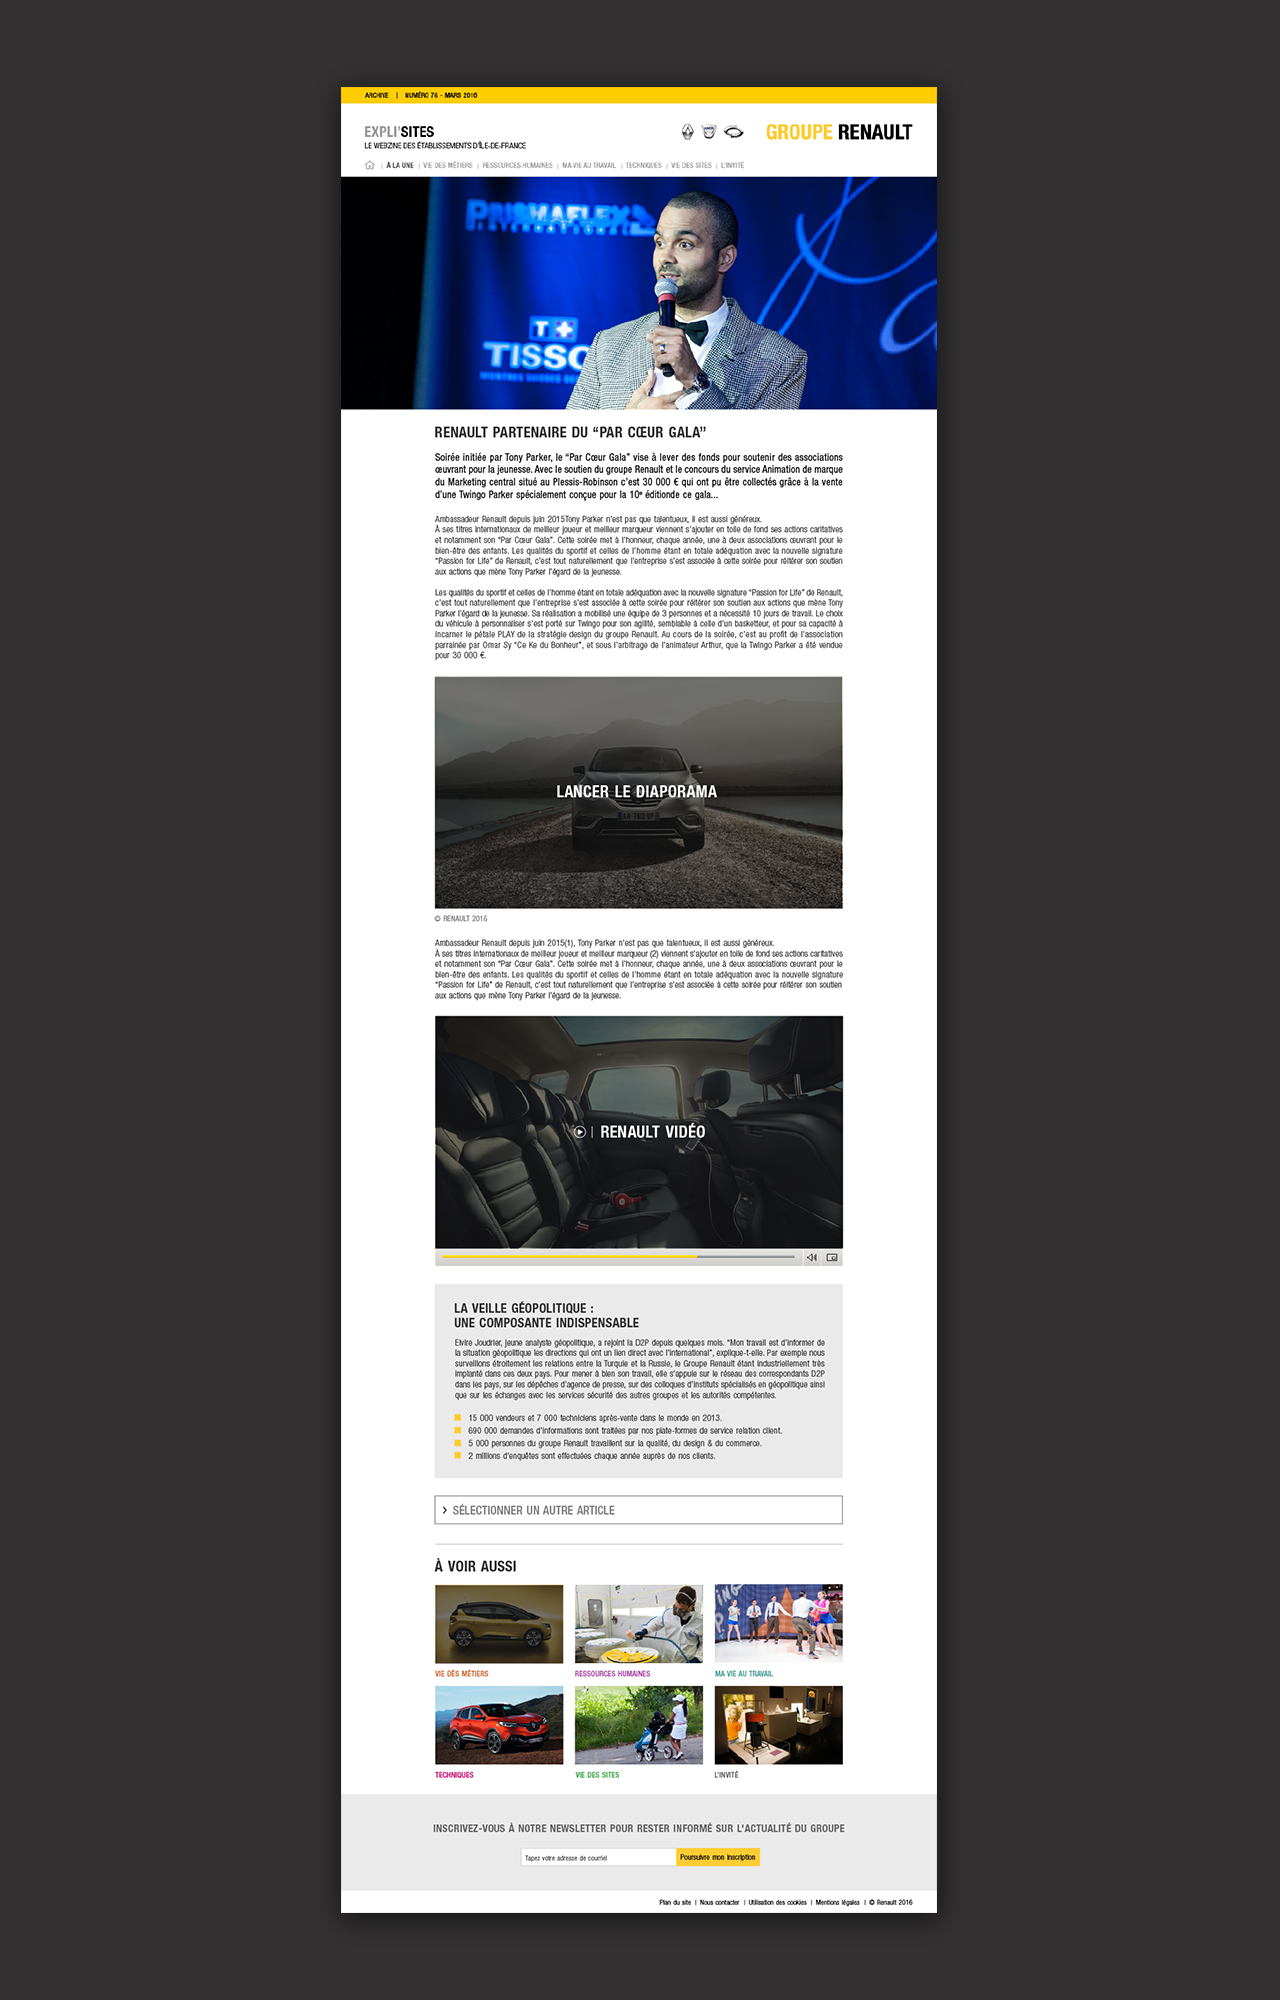 ARCHIVE | NUMÉRO 76 - MARS 2016
EXPLI'SITES
GROUPE RENAULT
LE WEBZINE DES ÉTABLISSEMENTS D'ÎLE-DE-FRANCE
| À LA UNE | VIE DES MÉTIERS | RESSOURCES HUMAINES | MA VIE AU TRAVAIL | TECHNIQUES | VIE DES SITES | L'INVITÉ
PRISMAFLEX
INTERNATIONAL
TISSO
RENAULT PARTENAIRE DU “PAR CŒUR GALA”
Soirée initiée par Tony Parker, le “Par Cœur Gala” vise à lever des fonds pour soutenir des associations
œuvrant pour la jeunesse. Avec le soutien du groupe Renault et le concours du service Animation de marque
du Marketing central situé au Plessis-Robinson c’est 30 000 € qui ont pu être collectés grâce à la vente
d’une Twingo Parker spécialement conçue pour la 10e éditionde ce gala...
Ambassadeur Renault depuis juin 2015Tony Parker n’est pas que talentueux, il est aussi généreux.
À ses titres internationaux de meilleur joueur et meilleur marqueur viennent s’ajouter en toile de fond ses actions caritatives
et notamment son “Par Cœur Gala”. Cette soirée met à l’honneur, chaque année, une à deux associations œuvrant pour le
bien-être des enfants. Les qualités du sportif et celles de l’homme étant en totale adéquation avec la nouvelle signature
“Passion for Life” de Renault, c’est tout naturellement que l’entreprise s’est associée à cette soirée pour réitérer son soutien
aux actions que mène Tony Parker l’égard de la jeunesse.
Les qualités du sportif et celles de l’homme étant en totale adéquation avec la nouvelle signature “Passion for Life” de Renault,
c’est tout naturellement que l’entreprise s’est associée à cette soirée pour réitérer son soutien aux actions que mène Tony
Parker l’égard de la jeunesse. Sa réalisation a mobilisé une équipe de 3 personnes et a nécessité 10 jours de travail. Le choix
du véhicule à personnaliser s’est porté sur Twingo pour son agilité, semblable à celle d’un basketteur, et pour sa capacité à
incarner le pétale PLAY de la stratégie design du groupe Renault. Au cours de la soirée, c’est au profit de l’association
parrainée par Omar Sy “Ce Ke du Bonheur”, et sous l’arbitrage de l’animateur Arthur, que la Twingo Parker a été vendue
pour 30 000 €.
LANCER LE DIAPORAMA
© RENAULT 2016
Ambassadeur Renault depuis juin 2015(1), Tony Parker n’est pas que talentueux, il est aussi généreux.
À ses titres internationaux de meilleur joueur et meilleur marqueur (2) viennent s’ajouter en toile de fond ses actions caritatives
et notamment son “Par Cœur Gala”. Cette soirée met à l’honneur, chaque année, une à deux associations œuvrant pour le
bien-être des enfants. Les qualités du sportif et celles de l’homme étant en totale adéquation avec la nouvelle signature
“Passion for Life” de Renault, c’est tout naturellement que l’entreprise s’est associée à cette soirée pour réitérer son soutien
aux actions que mène Tony Parker l’égard de la jeunesse.
| RENAULT VIDÉO
LA VEILLE GÉOPOLITIQUE :
UNE COMPOSANTE INDISPENSABLE
Elvire Joudrier, jeune analyste géopolitique, a rejoint la D2P depuis quelques mois. “Mon travail est d’informer de
la situation géopolitique les directions qui ont un lien direct avec l’international”, explique-t-elle. Par exemple nous
surveillons étroitement les relations entre la Turquie et la Russie, le Groupe Renault étant industriellement très
implanté dans ces deux pays. Pour mener à bien son travail, elle s’appuie sur le réseau des correspondants D2P
dans les pays, sur les dépêches d’agence de presse, sur des colloques d’instituts spécialisés en géopolitique ainsi
que sur les échanges avec les services sécurité des autres groupes et les autorités compétentes.
15 000 vendeurs et 7 000 techniciens après-vente dans le monde en 2013.
690 000 demandes d’informations sont traitées par nos plate-formes de service relation client.
5 000 personnes du groupe Renault travaillent sur la qualité, du design & du commerce.
2 millions d’enquêtes sont effectuées chaque année auprès de nos clients.
> SÉLECTIONNER UN AUTRE ARTICLE
À VOIR AUSSI
VIE DES MÉTIERS
RESSOURCES HUMAINES
MA VIE AU TRAVAIL
TECHNIQUES
VIE DES SITES
L'INVITÉ
INSCRIVEZ-VOUS À NOTRE NEWSLETTER POUR RESTER INFORMÉ SUR L'ACTUALITÉ DU GROUPE
Tapez votre adresse de courriel
Poursuivre mon inscription
Plan du site | Nous contacter | Utilisation des cookies | Mentions légales | © Renault 2016